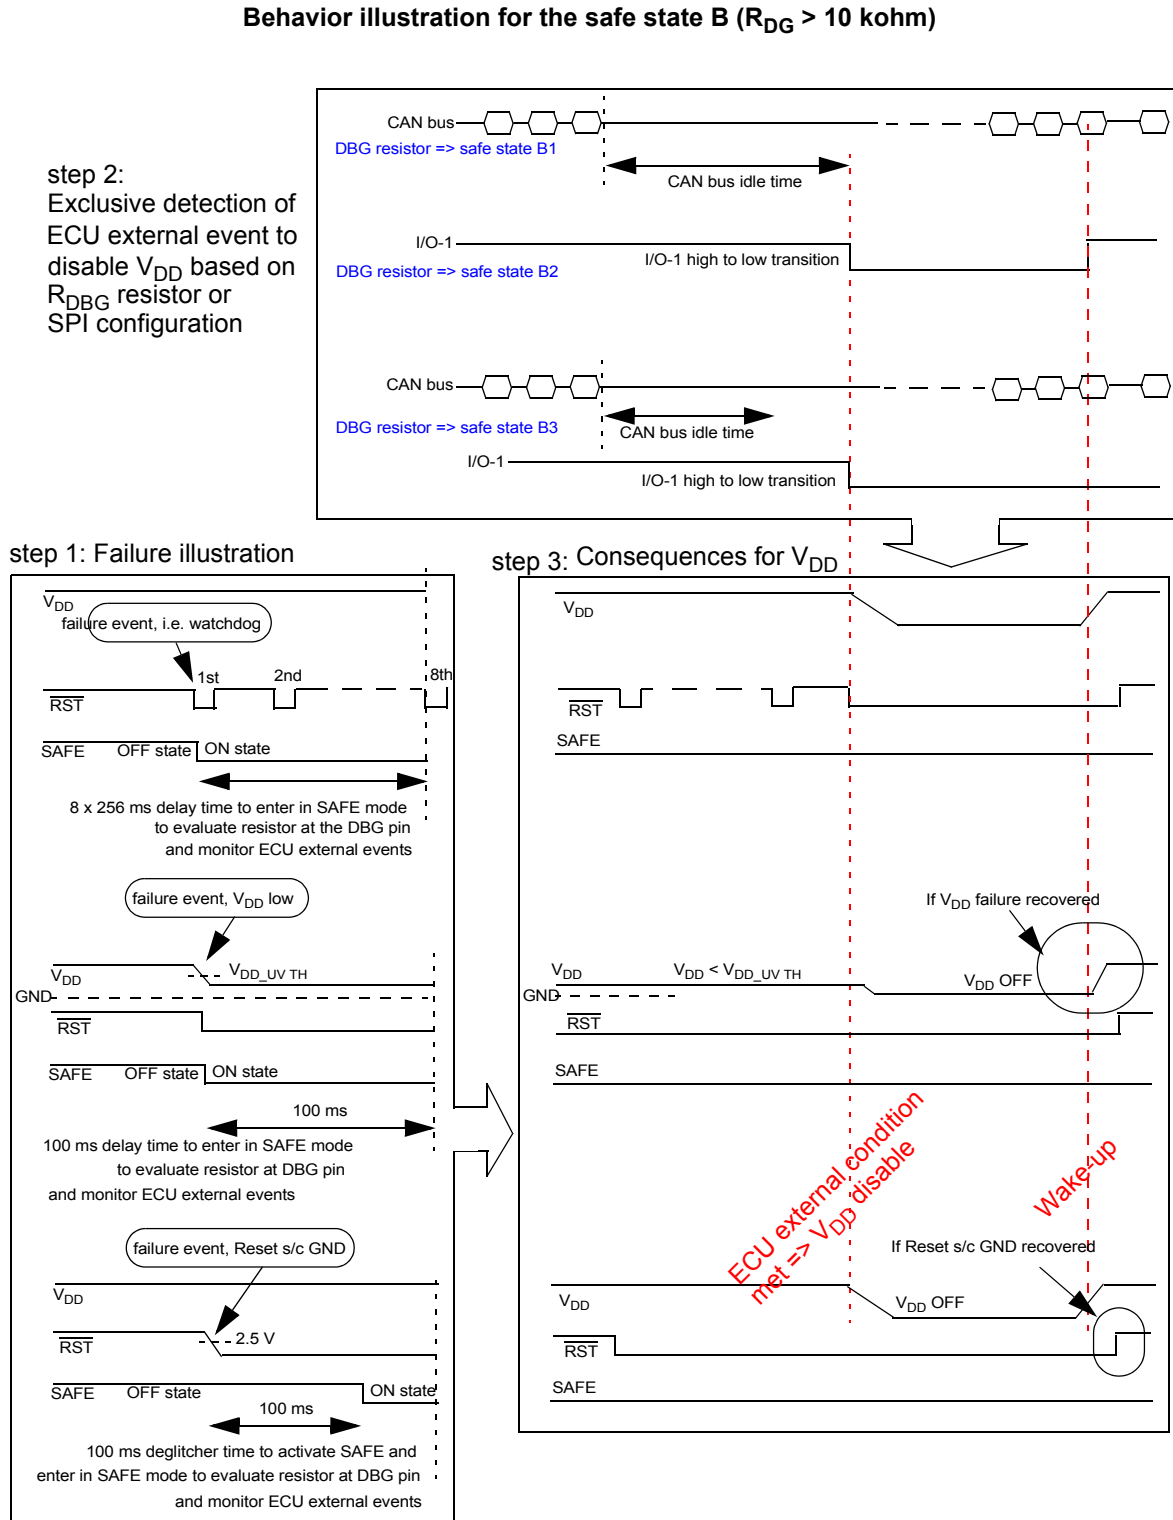 Behavior illustration for the safe state B (RDG > 10 kohm)
step 2:
Exclusive detection of
ECU external event to
disable VDD based on
RDBG resistor or
SPI configuration
CAN bus
DBG resistor => safe state B1
CAN bus idle time
I/O-1
I/O-1 high to low transition
DBG resistor => safe state B2
CAN bus
DBG resistor => safe state B3
CAN bus idle time
I/O-1
I/O-1 high to low transition
step 1: Failure illustration
VDD
failure event, i.e. watchdog
1st
2nd
8th
RST
SAFE
OFF state
ON state
8 x 256 ms delay time to enter in SAFE mode
to evaluate resistor at the DBG pin
and monitor ECU external events
failure event, VDD low
VDD
VDD_UV TH
GND
RST
SAFE
OFF state
ON state
100 ms
100 ms delay time to enter in SAFE mode
to evaluate resistor at DBG pin
and monitor ECU external events
failure event, Reset s/c GND
VDD
RST
2.5 V
SAFE
OFF state
ON state
100 ms
100 ms deglitcher time to activate SAFE and
enter in SAFE mode to evaluate resistor at DBG pin
and monitor ECU external events
step 3: Consequences for VDD
VDD
RST
SAFE
If VDD failure recovered
VDD
VDD < VDD_UV TH
VDD OFF
GND
RST
SAFE
ECU external condition
met => VDD disable
Wake-up
If Reset s/c GND recovered
VDD
VDD OFF
RST
SAFE